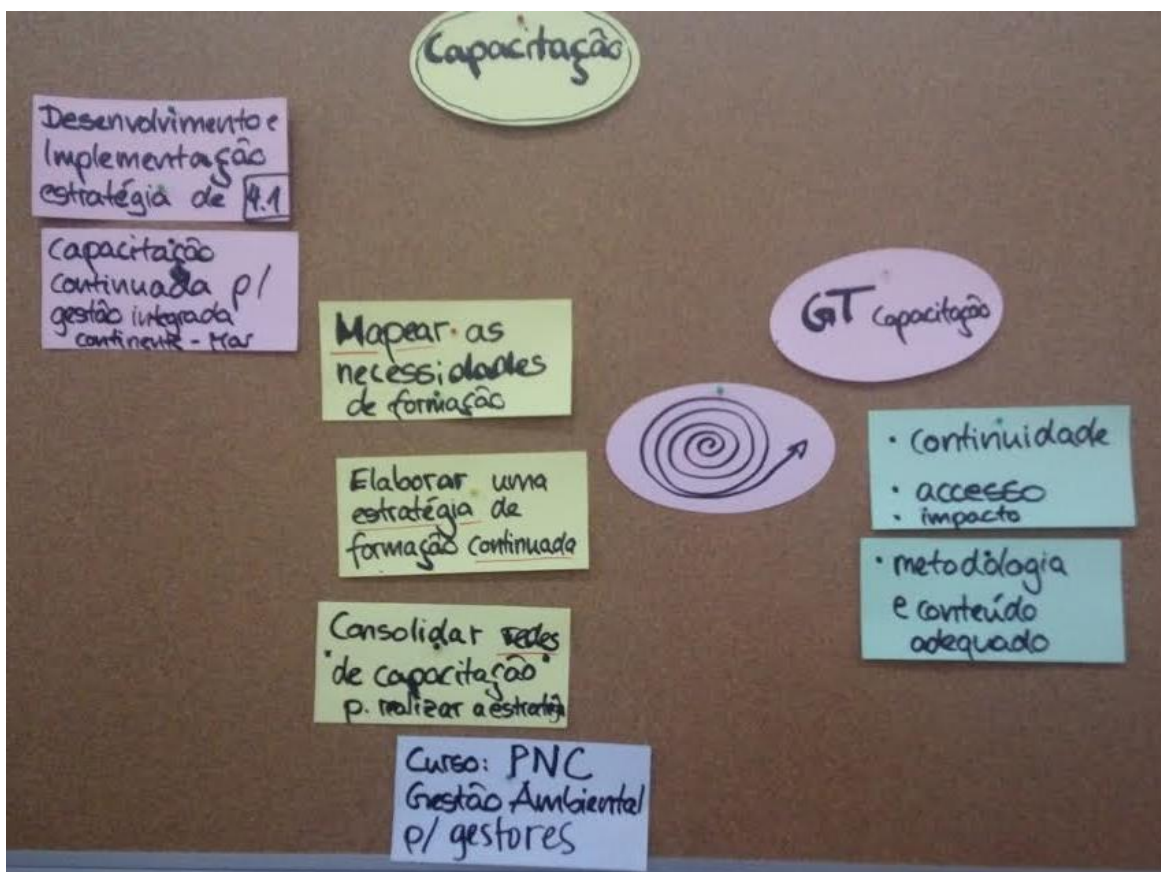 Capacitação
Desenvolvimento e
Implementação
estratégia de 4.1
Capacitação
continuada p/
gestão integrada
continente - Mar
Mapear as
necessidades
de formação
Elaborar uma
estratégia de
formação continuada
Consolidar redes
de capacitação
p. realizar a estratégia
Curso: PNC
Gestão Ambiental
p/ gestores
GT Capacitação
• continuidade
• accesso
• impacto
• metodologia
e conteúdo
adequado